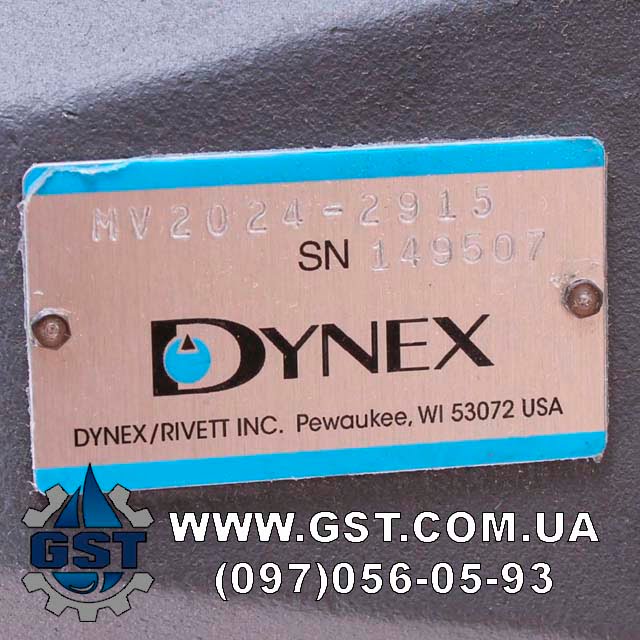 MV2024-2915
SN 149507
DYNEX
DYNEX/RIVETT INC. Pewaukee, WI 53072 USA
GST
WWW.GST.COM.UA
(097)056-05-93